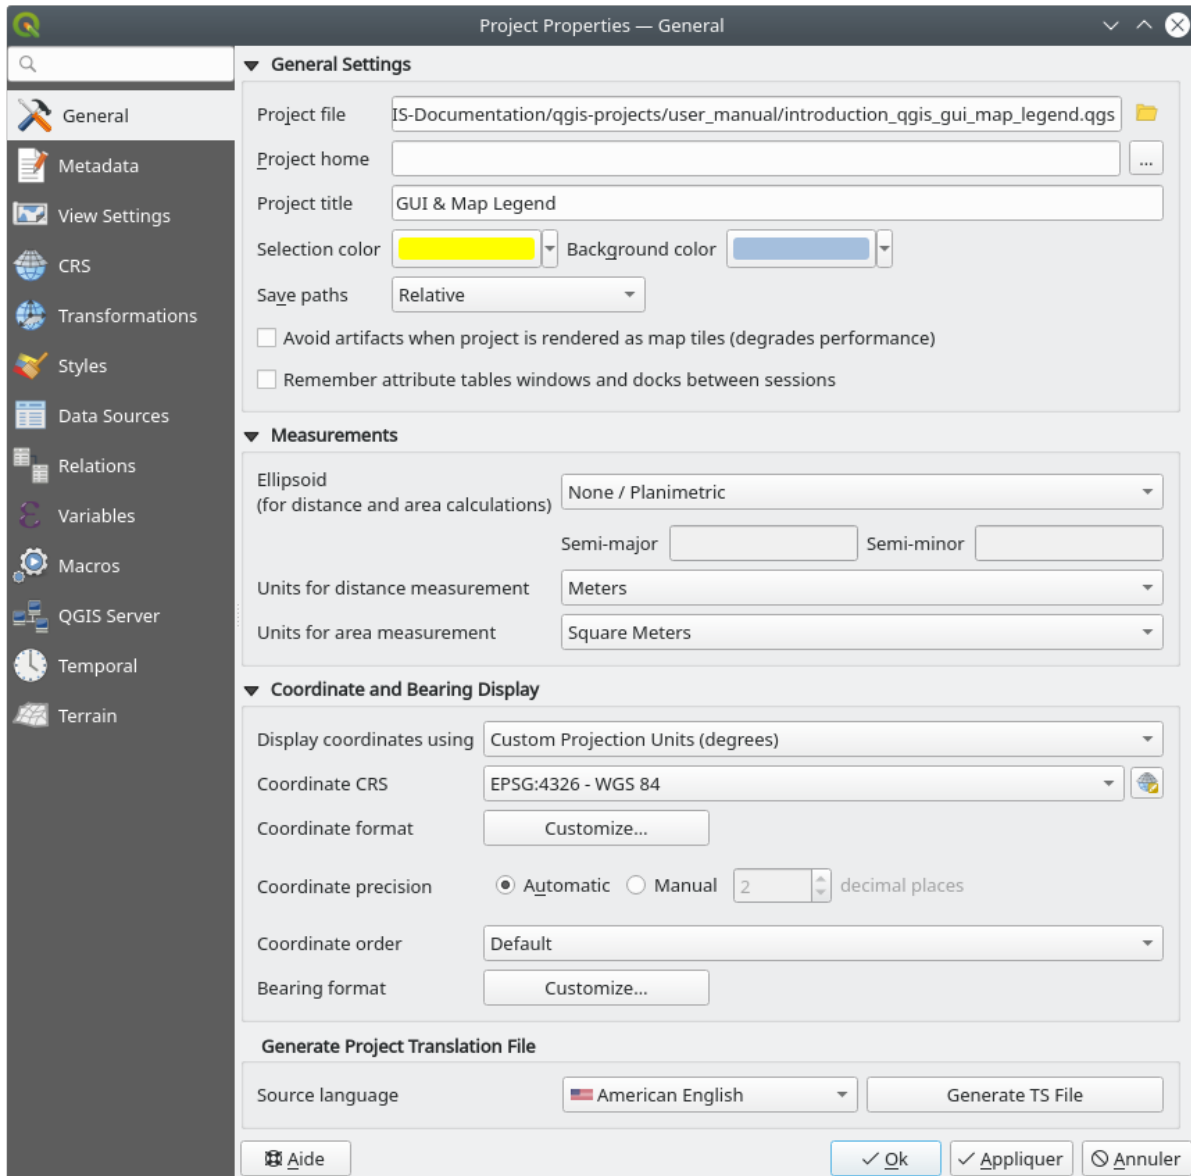 Project Properties — General
General
Metadata
View Settings
CRS
Transformations
Styles
Data Sources
Relations
Variables
Macros
QGIS Server
Temporal
Terrain
General Settings
Project file IS-Documentation/qgis-projects/user_manual/introduction_qgis_gui_map_legend.qgs
Project home ...
Project title GUI & Map Legend
Selection color Background color
Save paths Relative
Avoid artifacts when project is rendered as map tiles (degrades performance)
Remember attribute tables windows and docks between sessions
Measurements
Ellipsoid
(for distance and area calculations) None / Planimetric
Semi-major Semi-minor
Units for distance measurement Meters
Units for area measurement Square Meters
Coordinate and Bearing Display
Display coordinates using Custom Projection Units (degrees)
Coordinate CRS EPSG:4326 - WGS 84
Coordinate format Customize...
Coordinate precision Automatic Manual 2 decimal places
Coordinate order Default
Bearing format Customize...
Generate Project Translation File
Source language American English Generate TS File
Aide Ok Appliquer Annuler